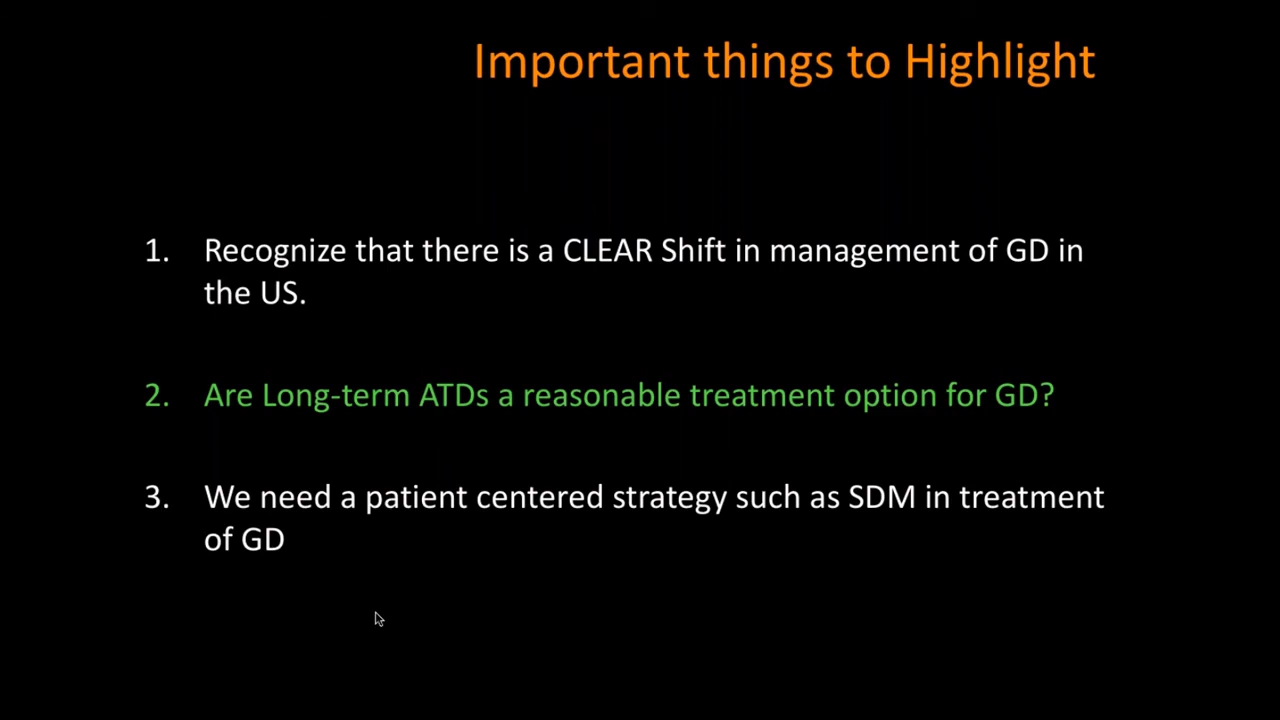 Important things to Highlight
1. Recognize that there is a CLEAR Shift in management of GD in
the US.
2. Are Long-term ATDs a reasonable treatment option for GD?
3. We need a patient centered strategy such as SDM in treatment
of GD